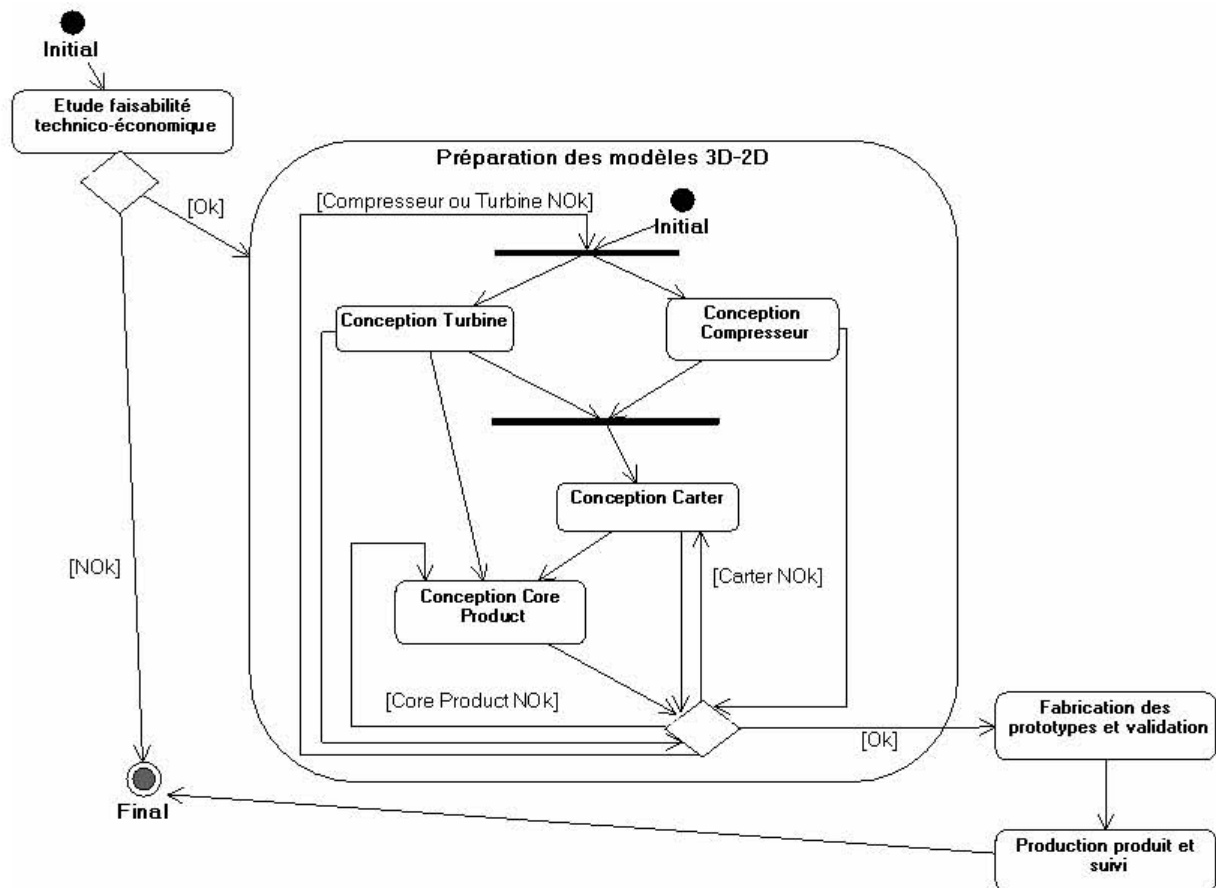 Initial
Etude faisabilité
technico-économique
[Ok]
[NOk]
Préparation des modèles 3D-2D
[Compresseur ou Turbine NOk]
Initial
Conception Turbine
Conception
Compresseur
Conception Carter
[Carter NOk]
Conception Core
Product
[Core Product NOk]
[Ok]
Fabrication des
prototypes et validation
Final
Production produit et
suivi